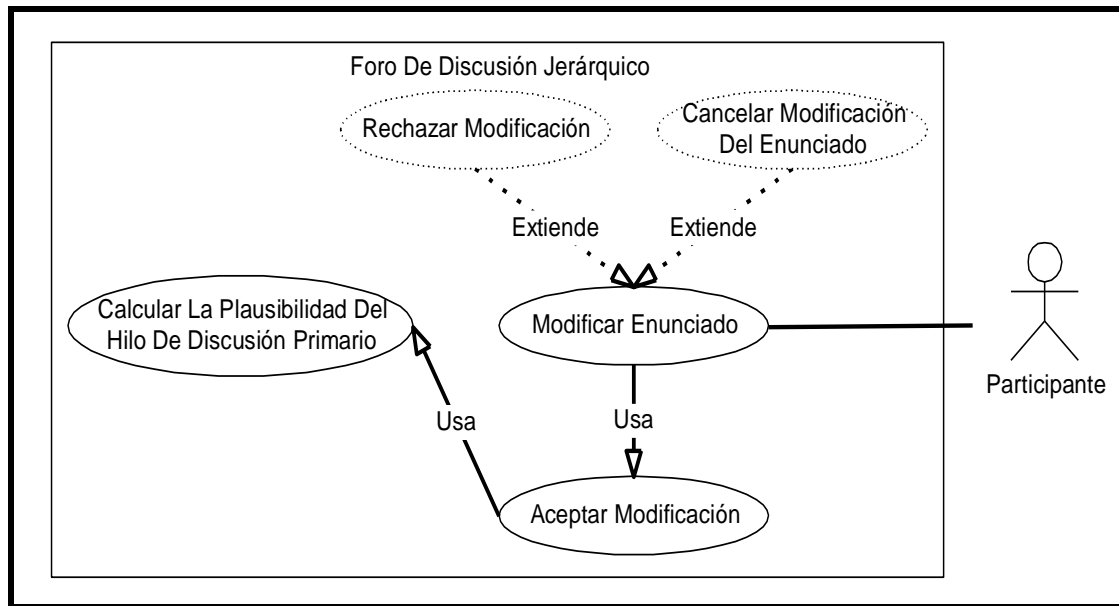 Foro De Discusión Jerárquico
Rechazar Modificación
Cancelar Modificación
Del Enunciado
Extiende
Extiende
Calcular La Plausibilidad Del
Hilo De Discusión Primario
Modificar Enunciado
Participante
Usa
Usa
Aceptar Modificación